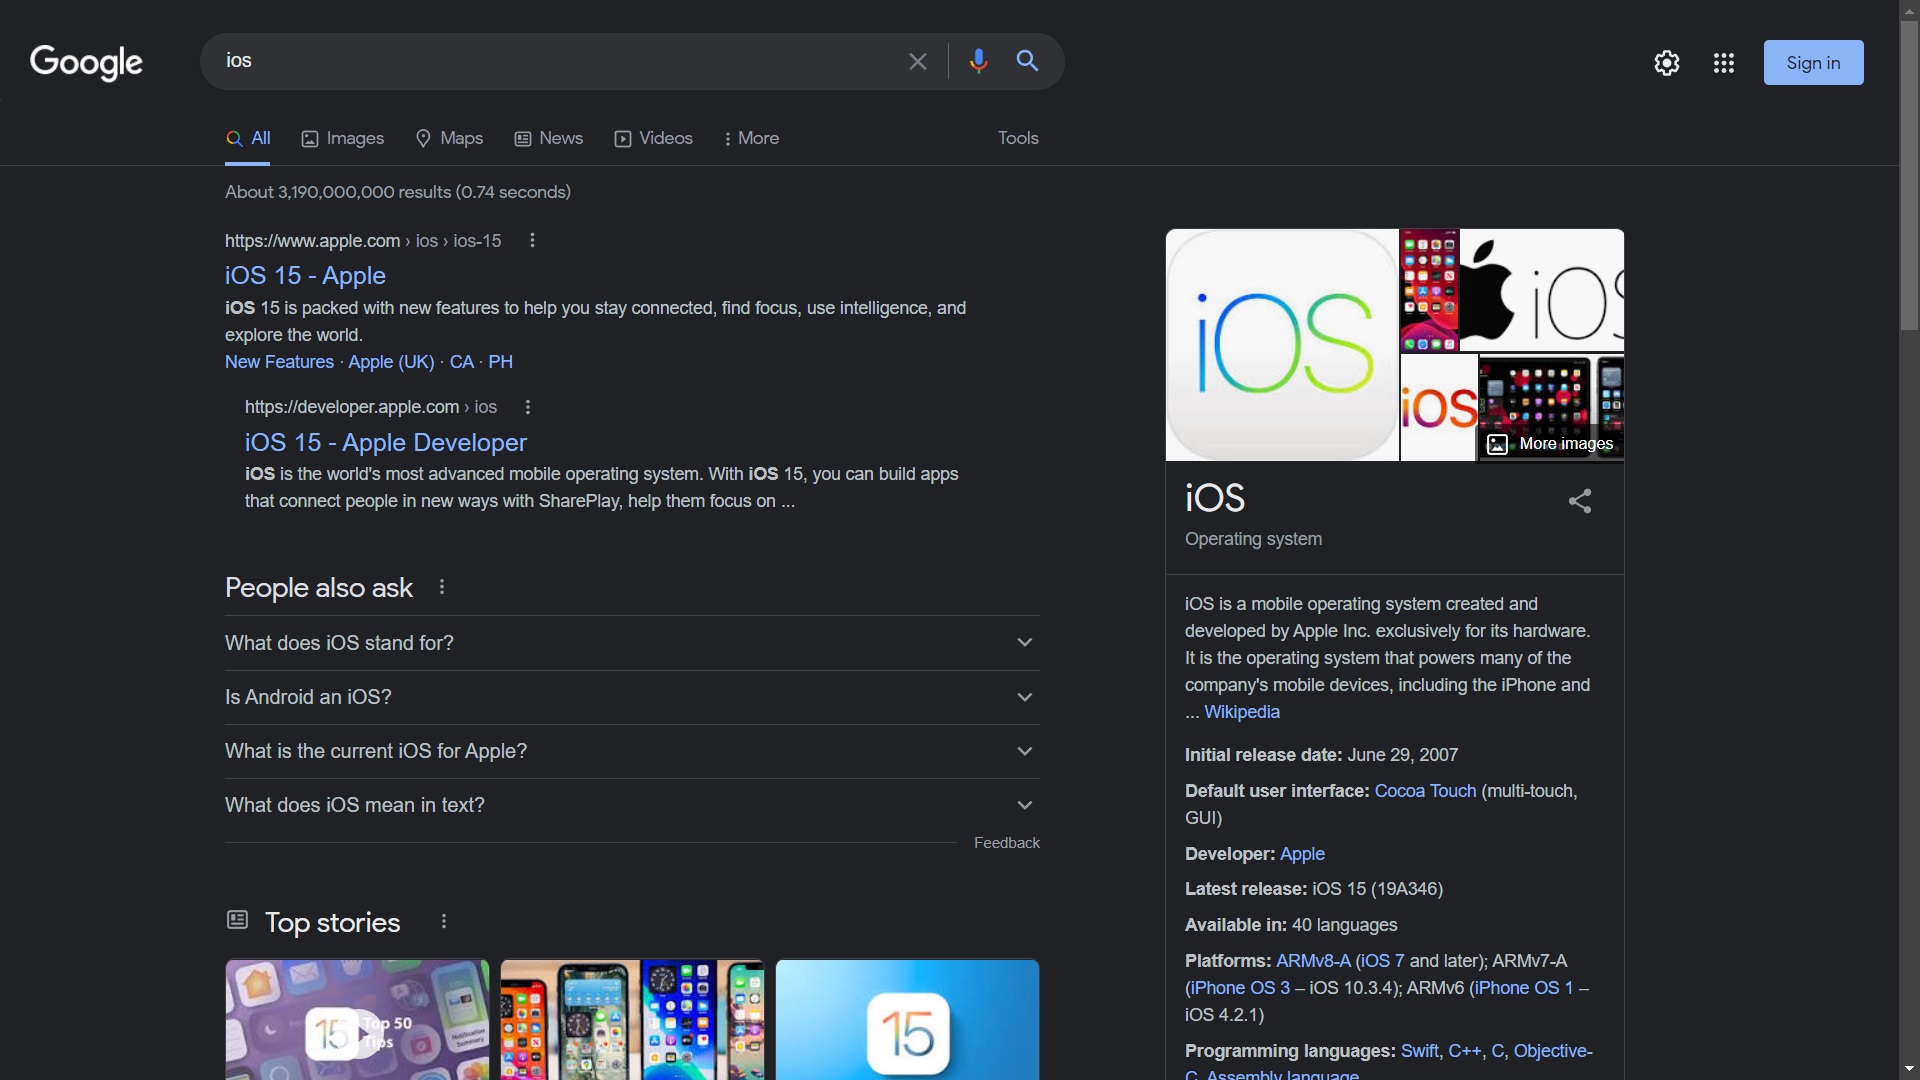 Google
ios
Sign in
All
Images
Maps
News
Videos
More
Tools
About 3,190,000,000 results (0.74 seconds)
https://www.apple.com › ios › ios-15
iOS 15 - Apple
iOS 15 is packed with new features to help you stay connected, find focus, use intelligence, and
explore the world.
New Features · Apple (UK) · CA · PH
https://developer.apple.com › ios
iOS 15 - Apple Developer
iOS is the world's most advanced mobile operating system. With iOS 15, you can build apps
that connect people in new ways with SharePlay, help them focus on ...
People also ask
What does iOS stand for?
Is Android an iOS?
What is the current iOS for Apple?
What does iOS mean in text?
Feedback
Top stories
15
Top 50
Tips
Notification
Summary
15
iOS
iOS
iOS
More images
iOS
Operating system
iOS is a mobile operating system created and
developed by Apple Inc. exclusively for its hardware.
It is the operating system that powers many of the
company's mobile devices, including the iPhone and
... Wikipedia
Initial release date: June 29, 2007
Default user interface: Cocoa Touch (multi-touch,
GUI)
Developer: Apple
Latest release: iOS 15 (19A346)
Available in: 40 languages
Platforms: ARMv8-A (iOS 7 and later); ARMv7-A
(iPhone OS 3 – iOS 10.3.4); ARMv6 (iPhone OS 1 –
iOS 4.2.1)
Programming languages: Swift, C++, C, Objective-
C, Assembly language